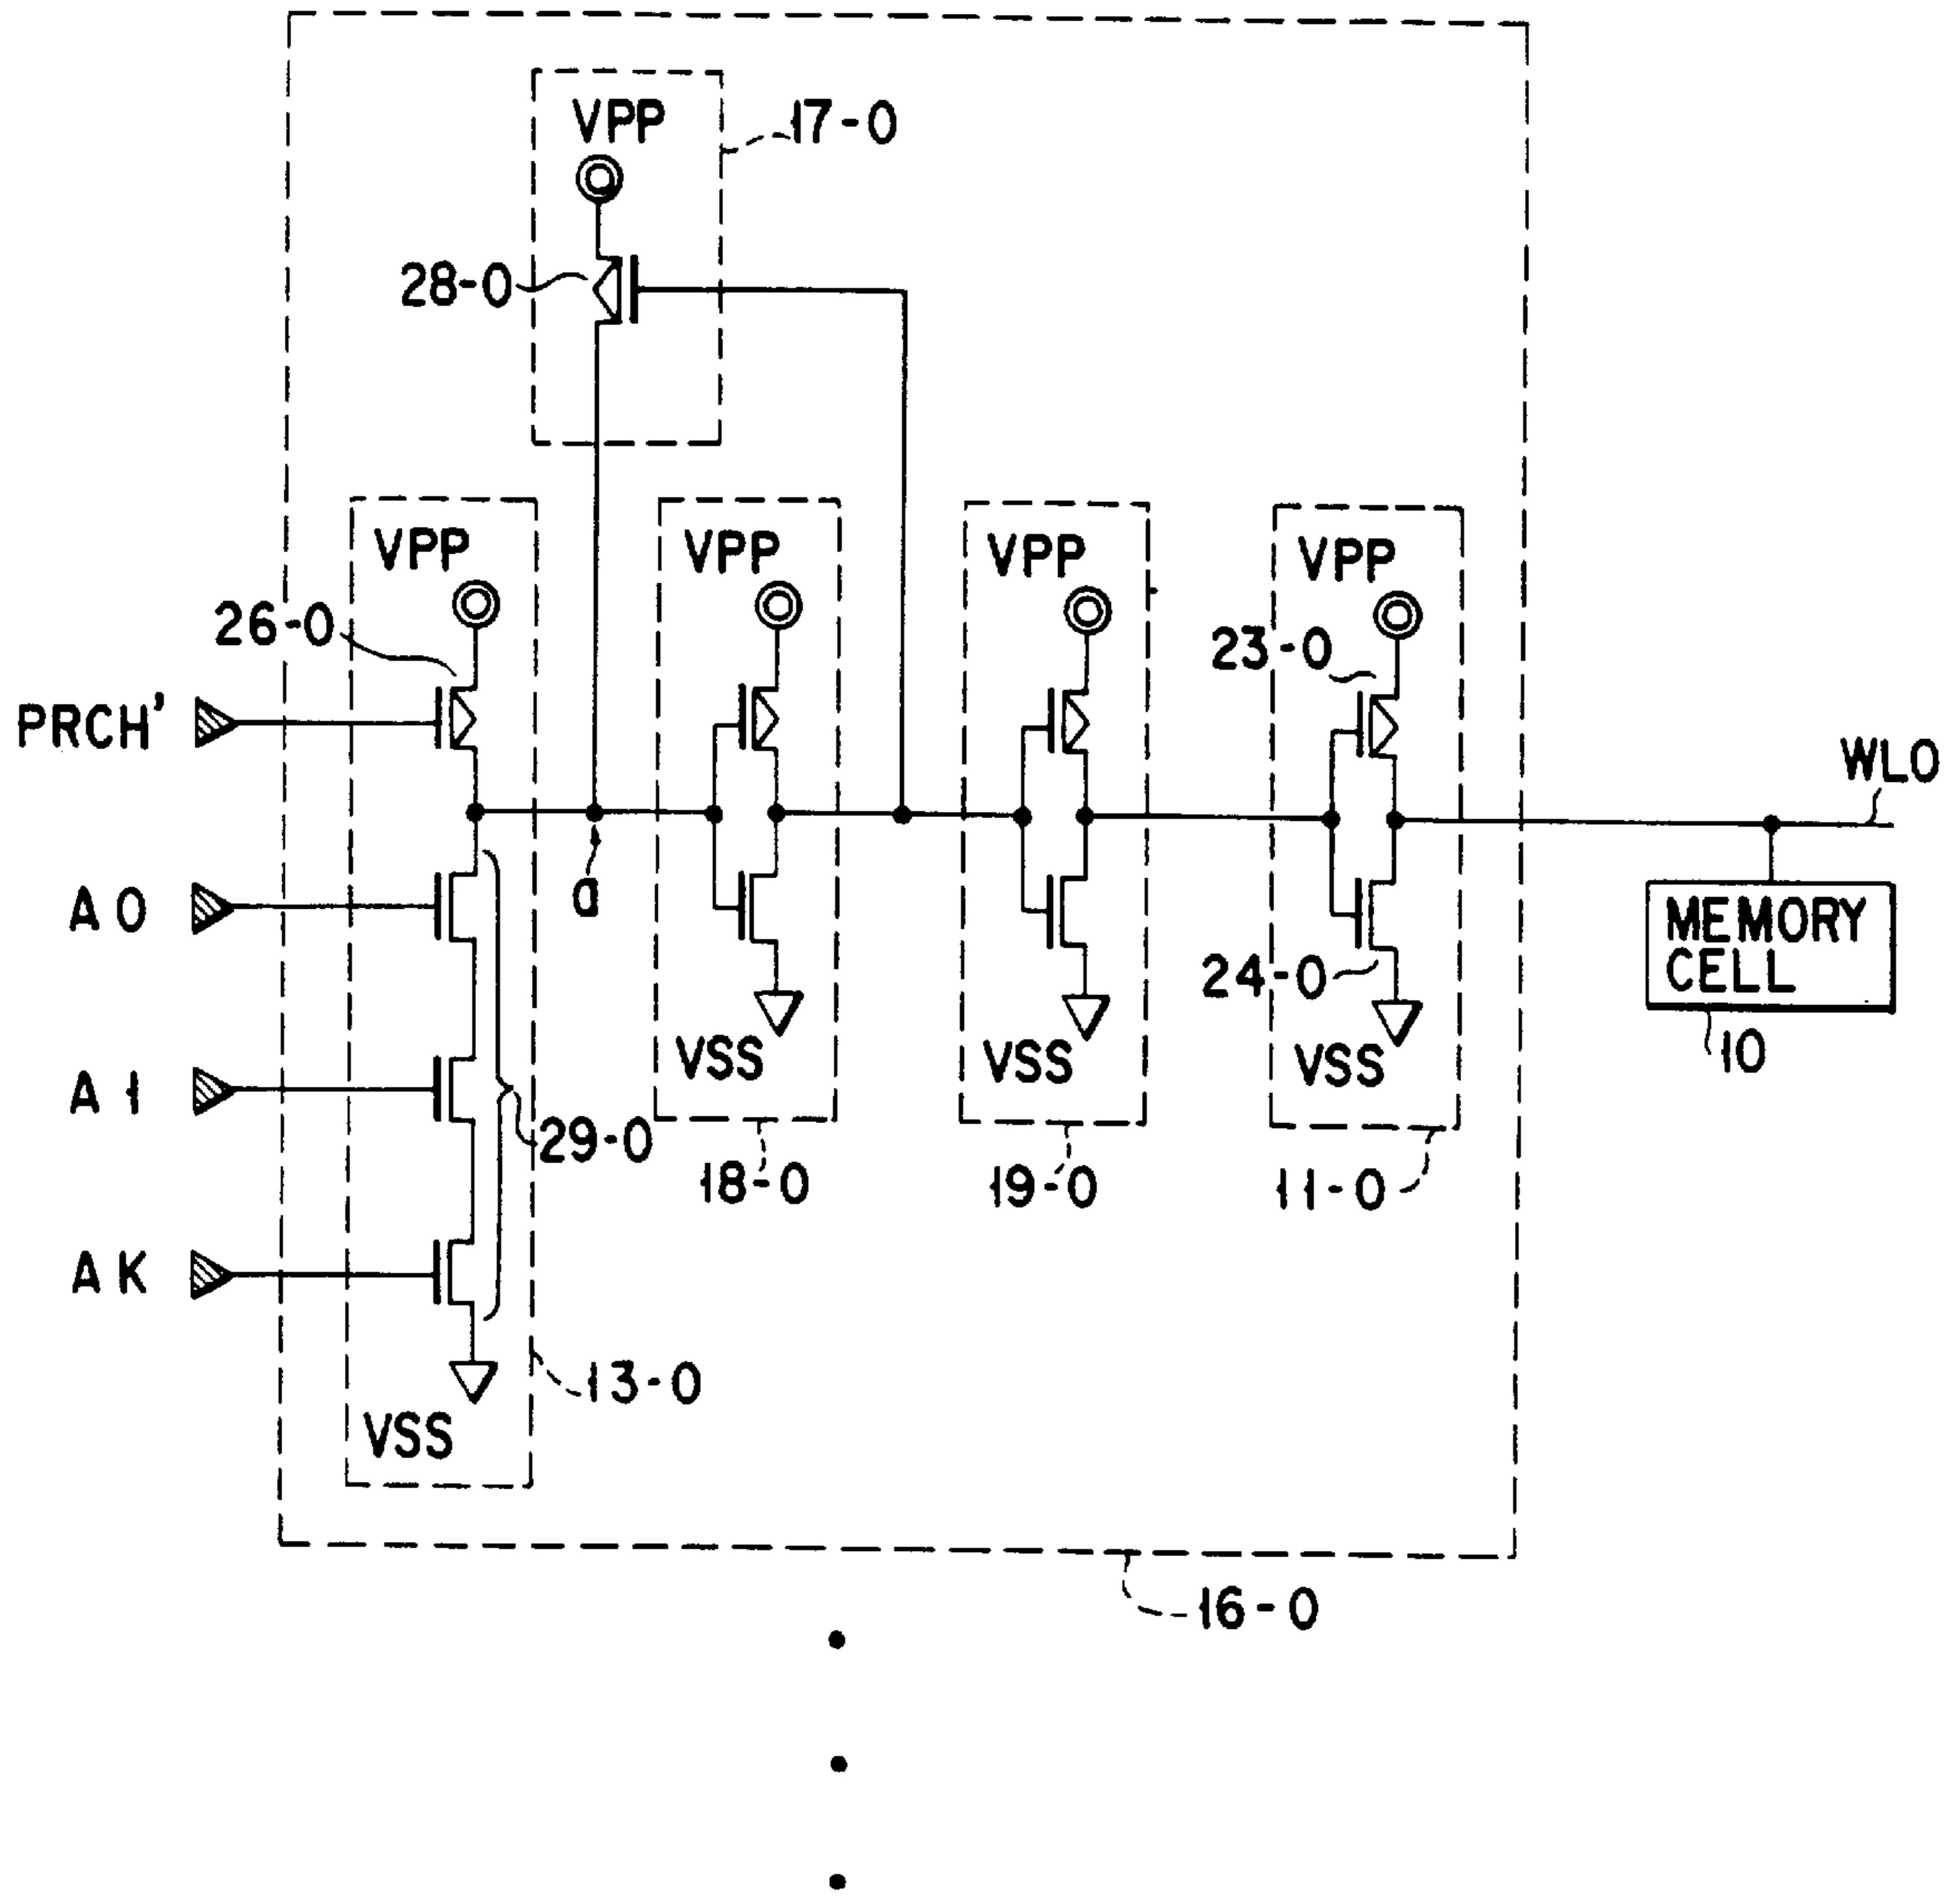 VPP
17-0
28-0
VPP
VPP
VPP
VPP
26-0
23-0
PRCH'
WL0
A0
a
MEMORY
CELL
24-0
VSS
VSS
VSS
10
A1
29-0
18-0
19-0
11-0
AK
13-0
VSS
16-0